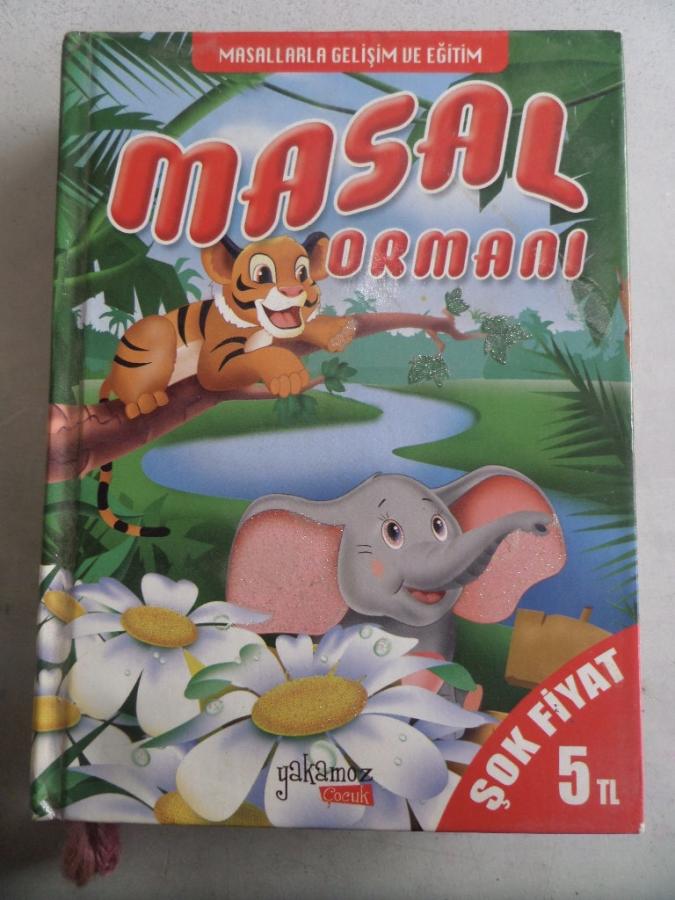 MASALLARLA GELİŞİM VE EĞİTİM
MASAL
ORMANI
yakamoz
Çocuk
ŞOK FİYAT
5 TL